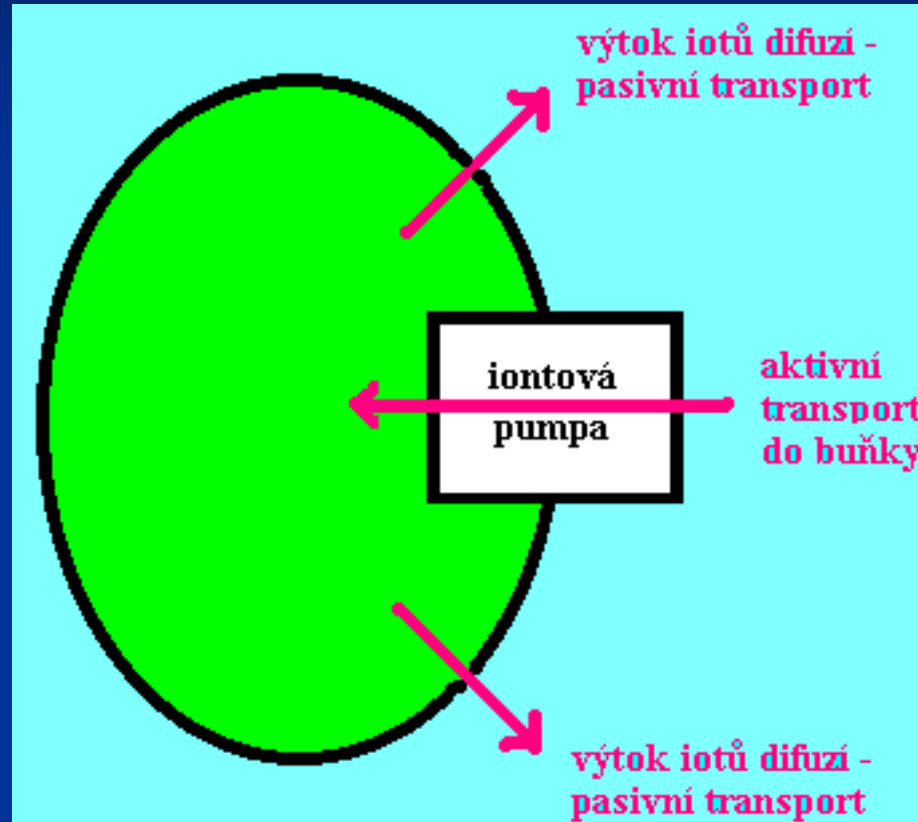 výtok iotů difuzí -
pasivní transport
iontová
pumpa
aktivní
transport
do buňky
výtok iotů difuzí -
pasivní transport